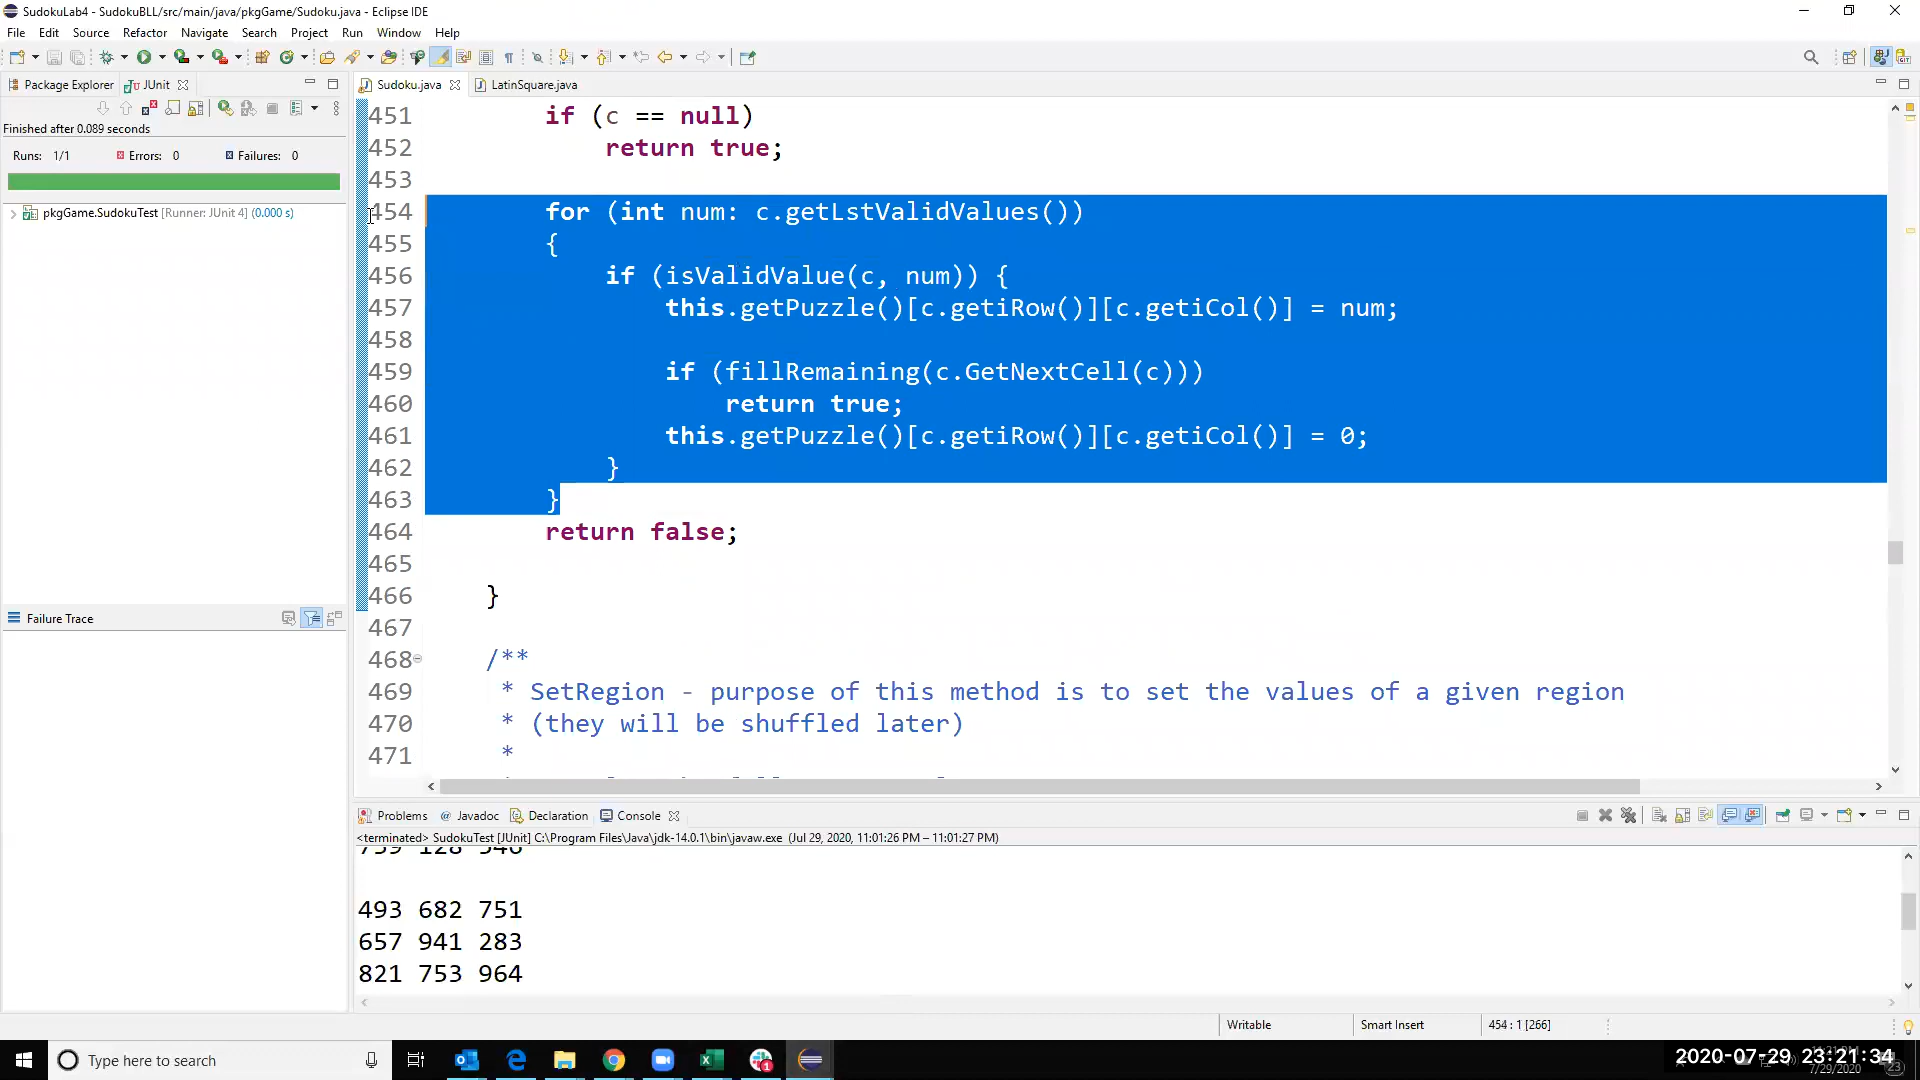 SudokuLab4 - SudokuBLL/src/main/java/pkgGame/Sudoku.java - Eclipse IDE
File Edit Source Refactor Navigate Search Project Run Window Help
Package Explorer JUnit
Sudoku.java LatinSquare.java
Finished after 0.089 seconds
Runs: 1/1 Errors: 0 Failures: 0
pkgGame.SudokuTest [Runner: JUnit 4] (0.000 s)
Failure Trace
451 if (c == null)
452 return true;
453
454 for (int num: c.getLstValidValues())
455 {
456 if (isValidValue(c, num)) {
457 this.getPuzzle()[c.getiRow()][c.getiCol()] = num;
458
459 if (fillRemaining(c.GetNextCell(c)))
460 return true;
461 this.getPuzzle()[c.getiRow()][c.getiCol()] = 0;
462 }
463 }
464 return false;
465
466 }
467
468 /**
469 * SetRegion - purpose of this method is to set the values of a given region
470 * (they will be shuffled later)
471 *
Problems Javadoc Declaration Console
<terminated> SudokuTest [JUnit] C:\Program Files\Java\jdk-14.0.1\bin\javaw.exe (Jul 29, 2020, 11:01:26 PM – 11:01:27 PM)
739 128 546
493 682 751
657 941 283
821 753 964
Writable Smart Insert 454 : 1 [266]
Type here to search
2020-07-29 23:21:34
7/29/2020